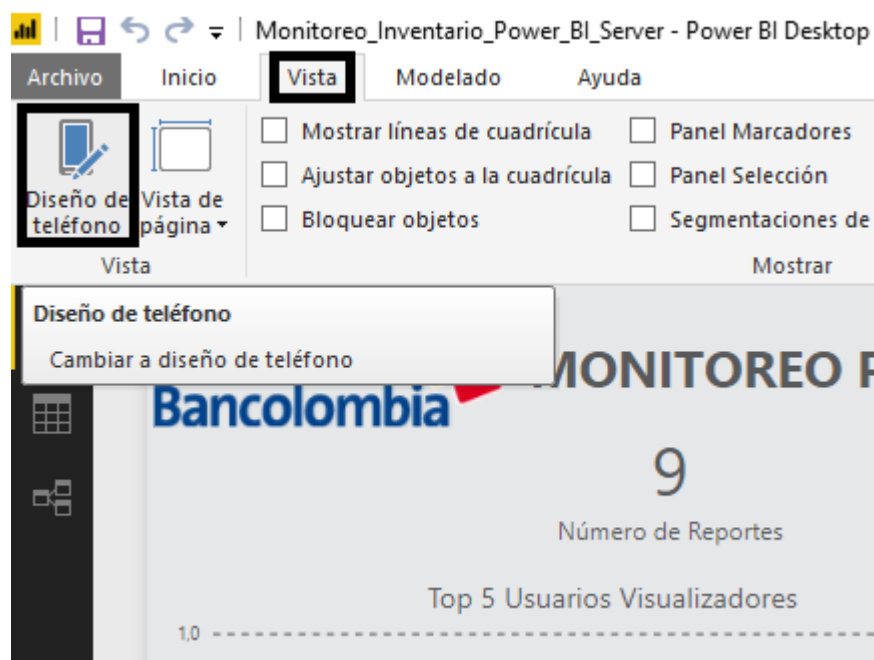 Monitoreo_Inventario_Power_BI_Server - Power BI Desktop
Archivo Inicio Vista Modelado Ayuda
Mostrar líneas de cuadrícula Panel Marcadores
Ajustar objetos a la cuadrícula Panel Selección
Diseño de teléfono Vista de página Bloquear objetos Segmentaciones de
Vista Mostrar
Diseño de teléfono
Cambiar a diseño de teléfono
Bancolombia MONITOREO P
9
Número de Reportes
Top 5 Usuarios Visualizadores
1,0